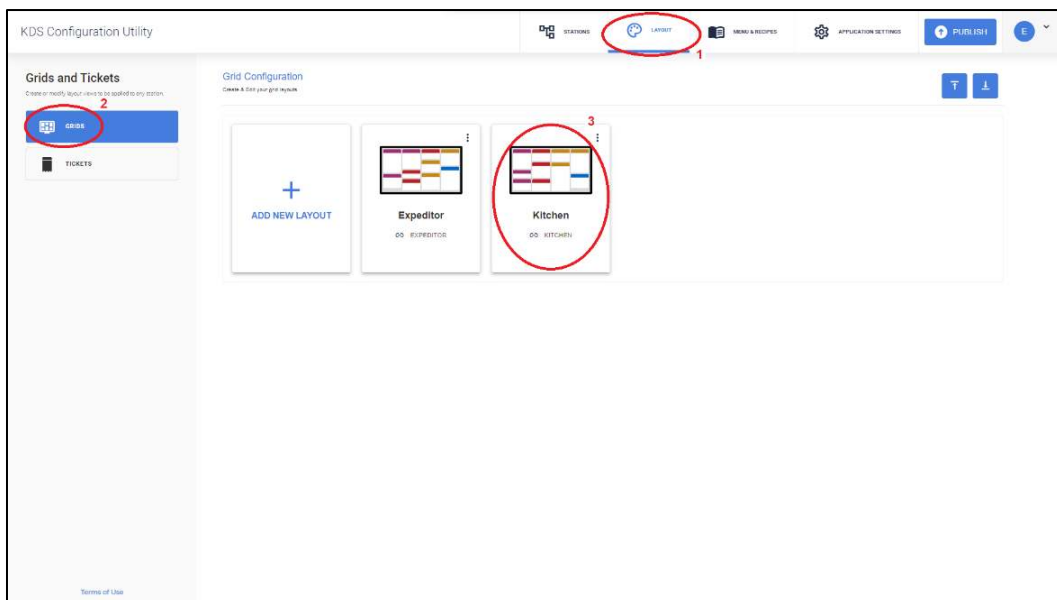 KDS Configuration Utility
STATIONS
LAYOUT
MENU & RECIPES
APPLICATION SETTINGS
PUBLISH
E
1
Grids and Tickets
Create or modify layout views to be applied to any station.
2
GRIDS
TICKETS
Grid Configuration
Create & Edit your grid layouts
3
ADD NEW LAYOUT
Expeditor
EXPEDITOR
Kitchen
KITCHEN
Terms of Use